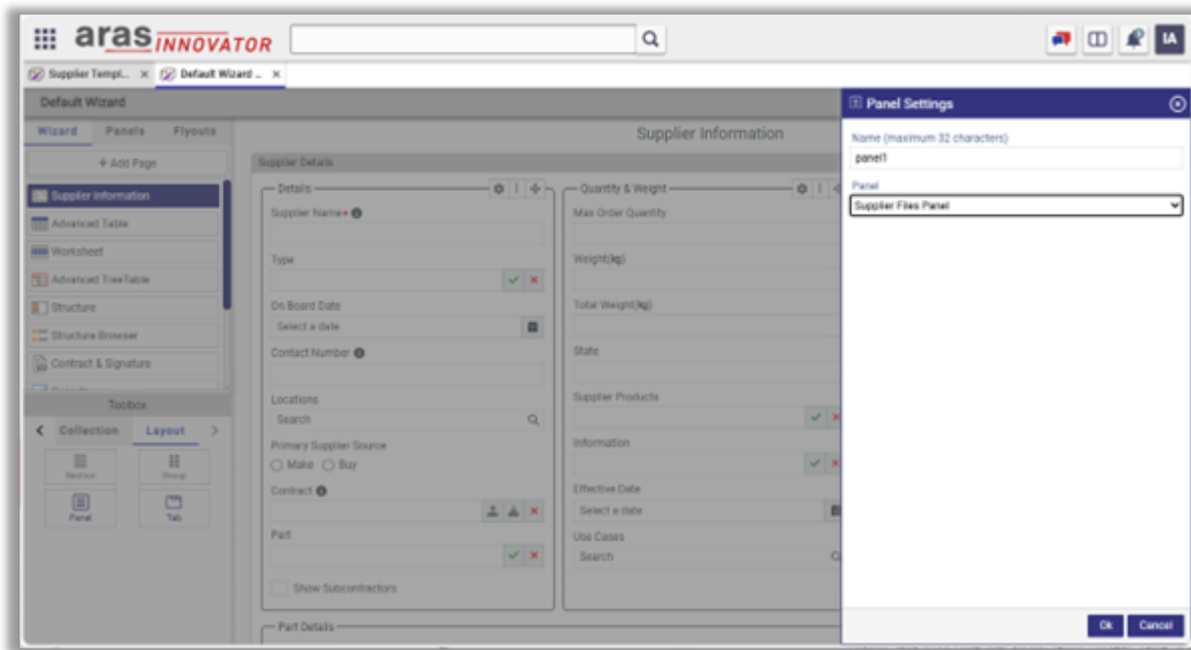 aras INNOVATOR
IA
Supplier Templ... × Default Wizard ... ×
Default Wizard
Panel Settings
Wizard Panels Flyouts
Supplier Information
Name (maximum 32 characters)
+ Add Page
Supplier Details
panel1
Supplier Information
Details
Quantity & Weight
Panel
Supplier Name
Max Order Quantity
Supplier Files Panel
Advanced Table
Worksheet
Type
Weight(kg)
Advanced TreeTable
Structure
On Board Date
Total Weight(kg)
Select a date
Structure Browser
Contact Number
State
Contract & Signature
Locations
Supplier Products
Toolbox
Search
Collection Layout
Primary Supplier Source
Information
Make Buy
Section Group
Contract
Effective Date
Select a date
Panel Tab
Part
Use Cases
Search
Show Subcontractors
Part Details
Ok Cancel